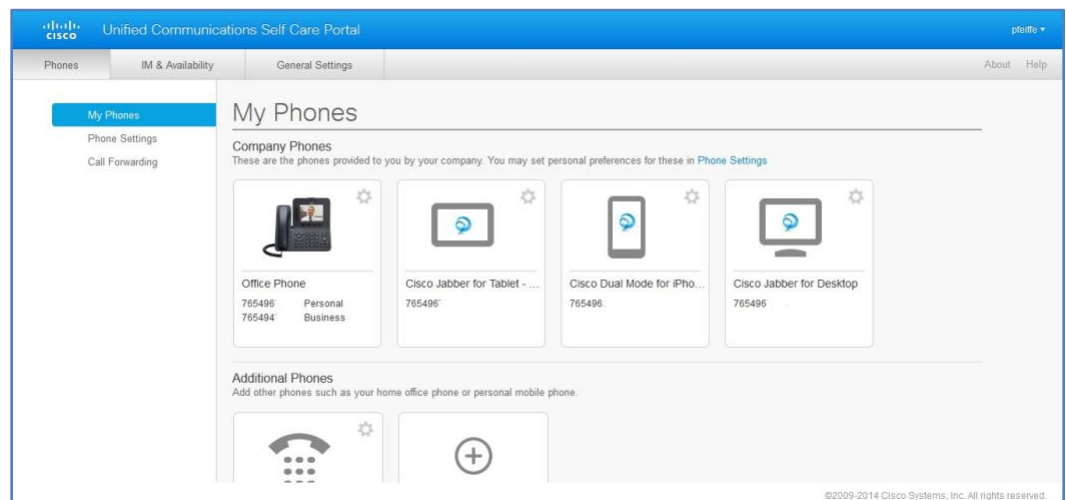 CISCO Unified Communications Self Care Portal pfeiffe
Phones IM & Availability General Settings About Help
My Phones
Phone Settings
Call Forwarding
My Phones
Company Phones
These are the phones provided to you by your company. You may set personal preferences for these in Phone Settings
Office Phone
765496 Personal
765494 Business
Cisco Jabber for Tablet - ...
765496
Cisco Dual Mode for iPho...
765496
Cisco Jabber for Desktop
765496
Additional Phones
Add other phones such as your home office phone or personal mobile phone.
©2009-2014 Cisco Systems, Inc. All rights reserved.